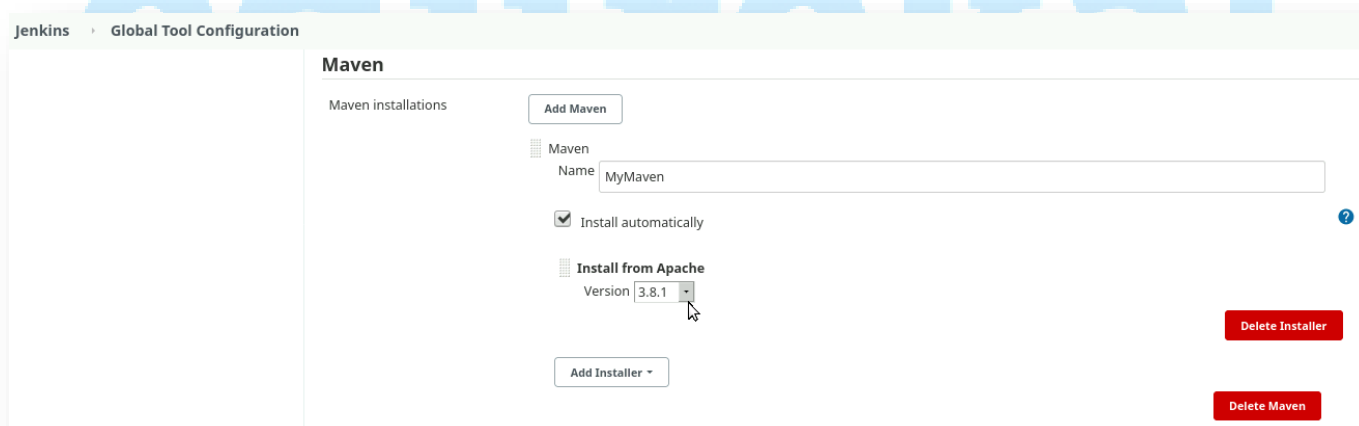 Jenkins › Global Tool Configuration
Maven
Maven installations
Add Maven
Maven
Name MyMaven
Install automatically ?
Install from Apache
Version 3.8.1
Delete Installer
Add Installer
Delete Maven